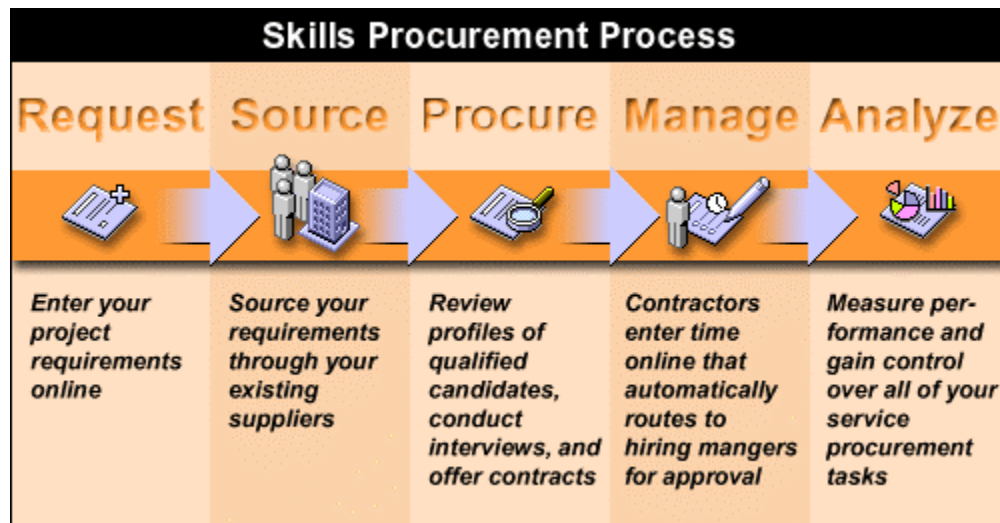 Skills Procurement Process
Request
Source
Procure
Manage
Analyze
Enter your
project
requirements
online
Source your
requirements
through your
existing
suppliers
Review
profiles of
qualified
candidates,
conduct
interviews, and
offer contracts
Contractors
enter time
online that
automatically
routes to
hiring mangers
for approval
Measure per-
formance and
gain control
over all of your
service
procurement
tasks